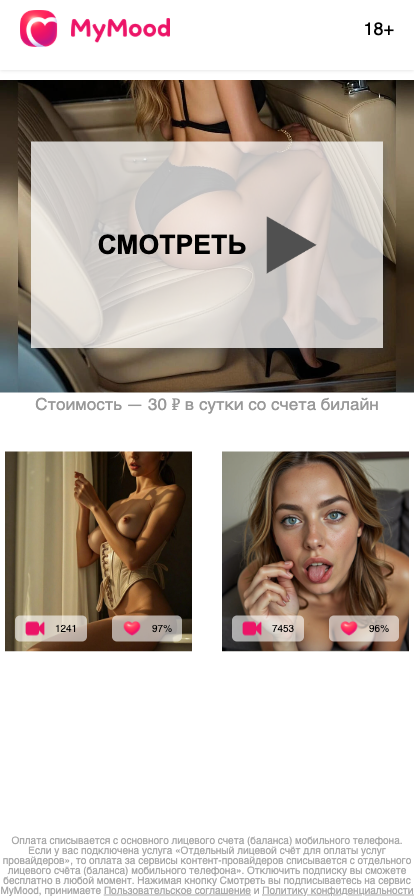 MyMood
18+
СМОТРЕТЬ
Стоимость — 30 ₽ в сутки со счета билайн
1241
97%
7453
96%
Оплата списывается с основного лицевого счета (баланса) мобильного телефона.
Если у вас подключена услуга «Отдельный лицевой счёт для оплаты услуг
провайдеров», то оплата за сервисы контент-провайдеров списывается с отдельного
лицевого счёта (баланса) мобильного телефона». Отключить подписку вы сможете
бесплатно в любой момент. Нажимая кнопку Смотреть вы подписываетесь на сервис
MyMood, принимаете Пользовательское соглашение и Политику конфиденциальности